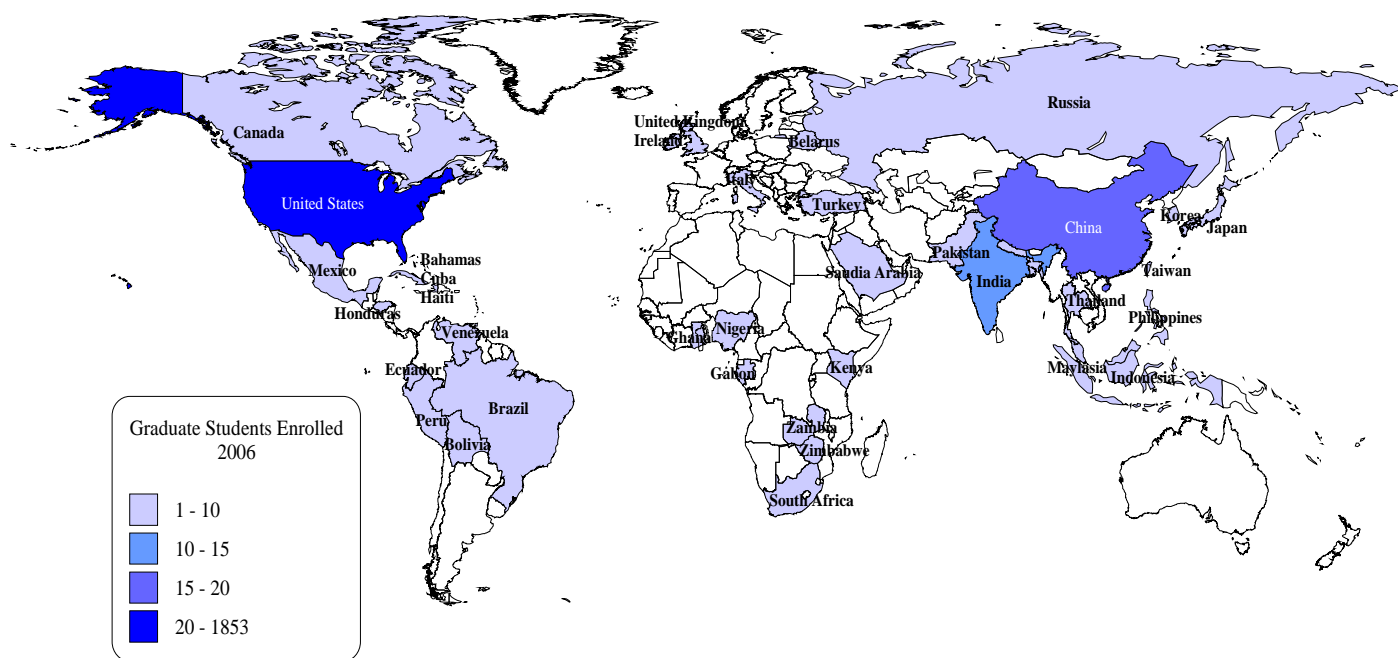 Russia
United Kingdom
Canada
Ireland
Belarus
Italy
United States
Turkey
Korea
China
Japan
Pakistan
Bahamas
Mexico
Saudia Arabia
Taiwan
Cuba
India
Haiti
Thailand
Honduras
Philippines
Venezuela
Nigeria
Ghana
Ecuador
Gabon
Kenya
Maylasia
Indonesia
Brazil
Peru
Zambia
Bolivia
Zimbabwe
South Africa
Graduate Students Enrolled
2006
1 - 10
10 - 15
15 - 20
20 - 1853